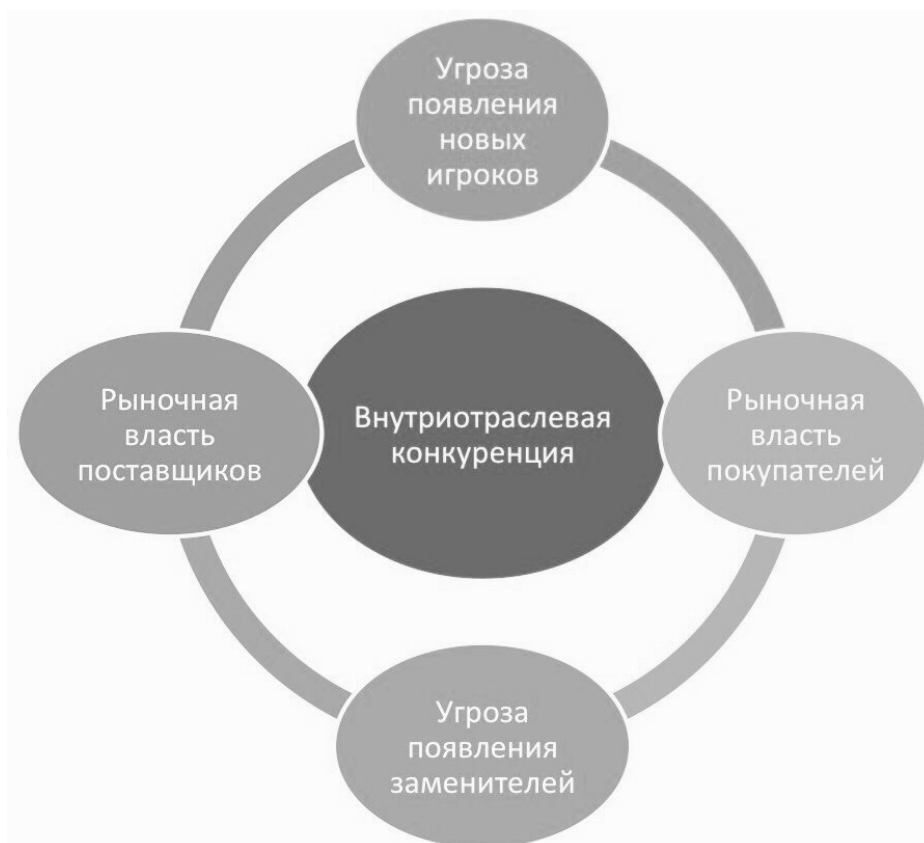 Угроза
появления
новых
игроков
Рыночная
власть
поставщиков
Внутриотраслевая
конкуренция
Рыночная
власть
покупателей
Угроза
появления
заменителей